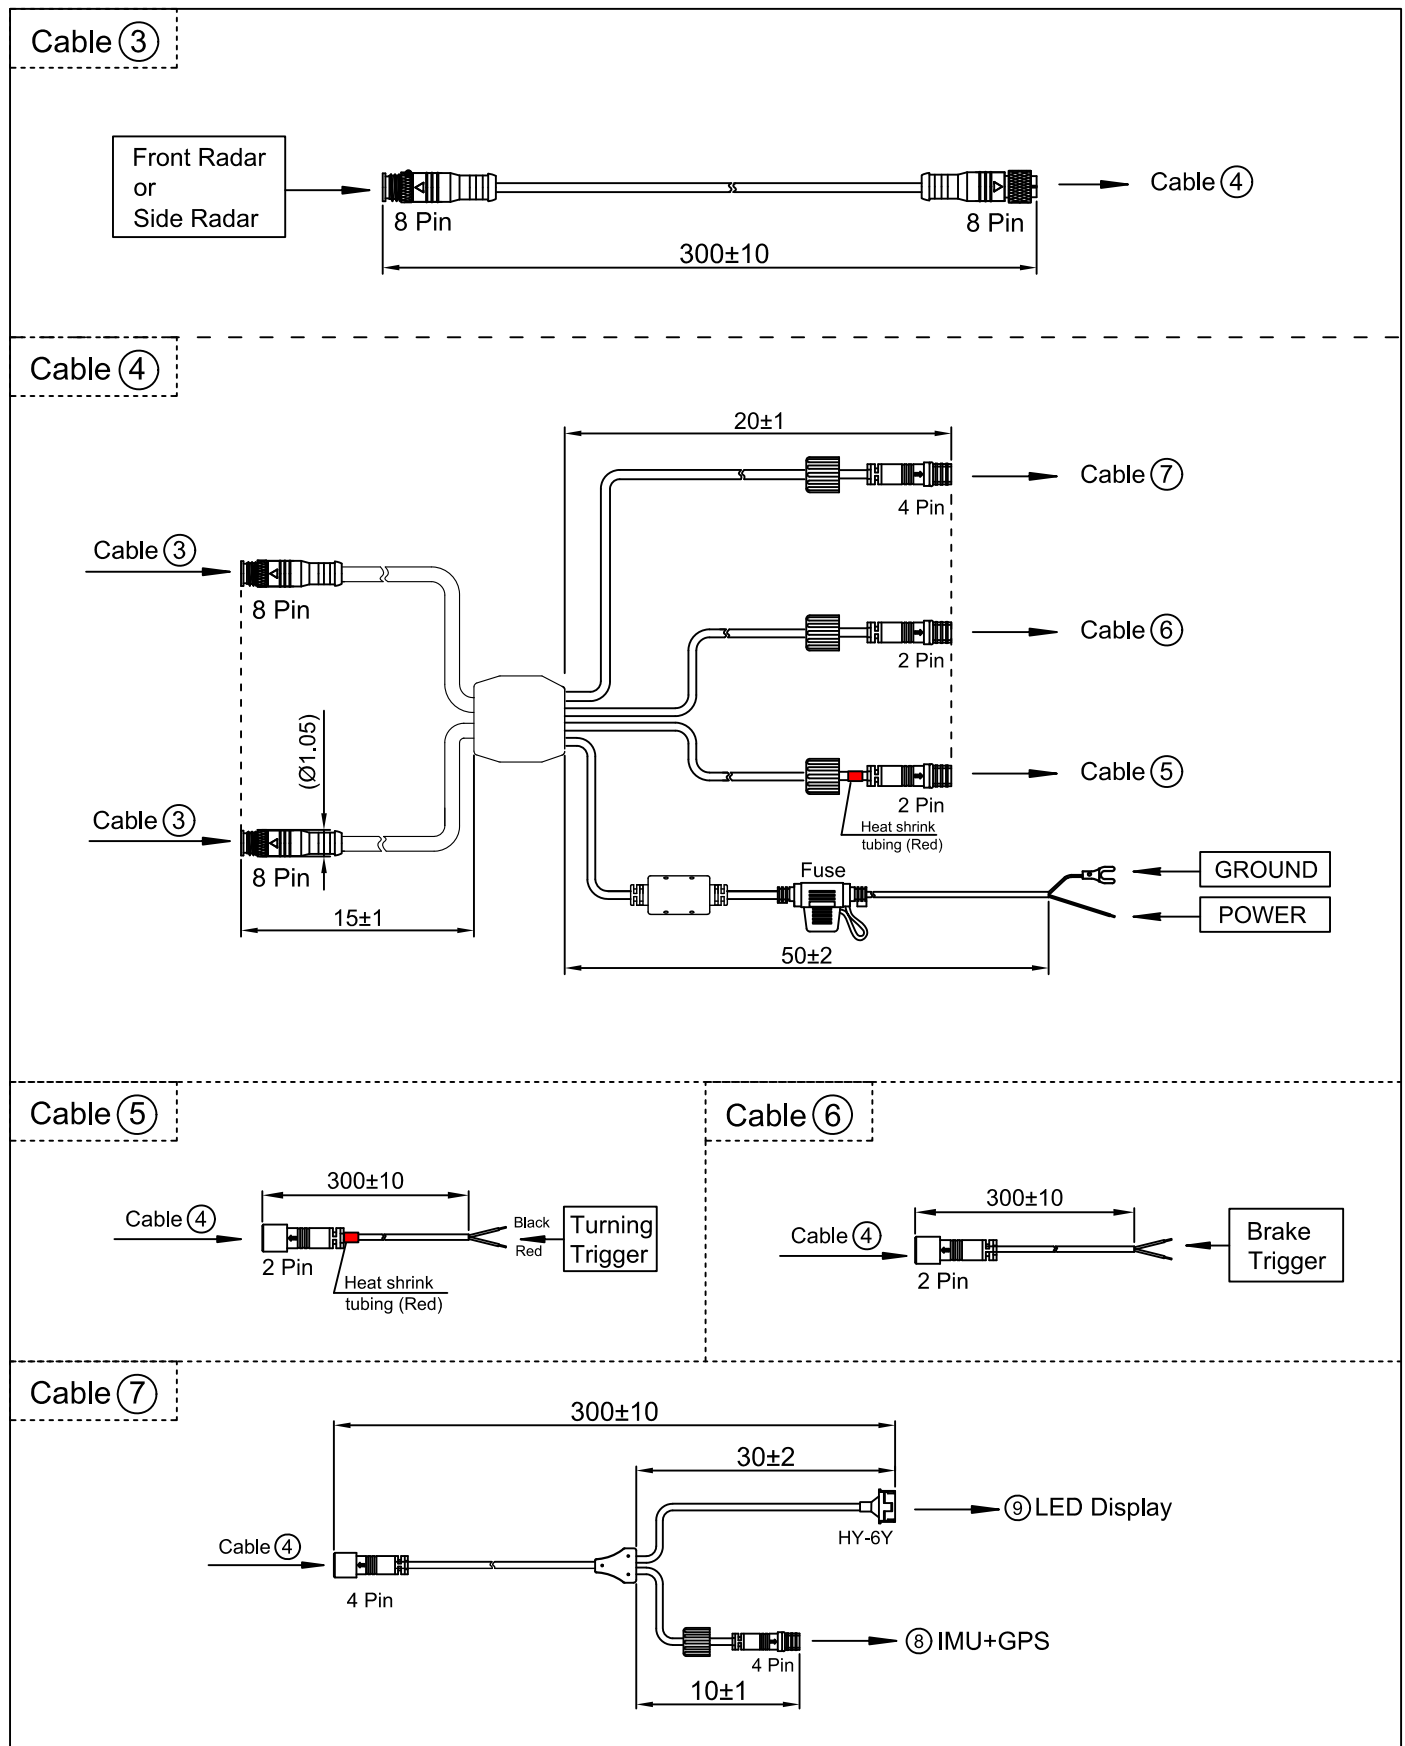 Cable ③
Front Radar
or
Side Radar
8 Pin
8 Pin
Cable ④
300±10
Cable ④
20±1
Cable ⑦
4 Pin
Cable ③
8 Pin
Cable ⑥
2 Pin
(Ø1.05)
Cable ⑤
2 Pin
Heat shrink
tubing (Red)
Cable ③
8 Pin
15±1
Fuse
GROUND
POWER
50±2
Cable ⑤
300±10
Cable ④
2 Pin
Black
Red
Turning
Trigger
Heat shrink
tubing (Red)
Cable ⑥
300±10
Cable ④
2 Pin
Brake
Trigger
Cable ⑦
300±10
30±2
⑨ LED Display
HY-6Y
Cable ④
4 Pin
⑧ IMU+GPS
4 Pin
10±1